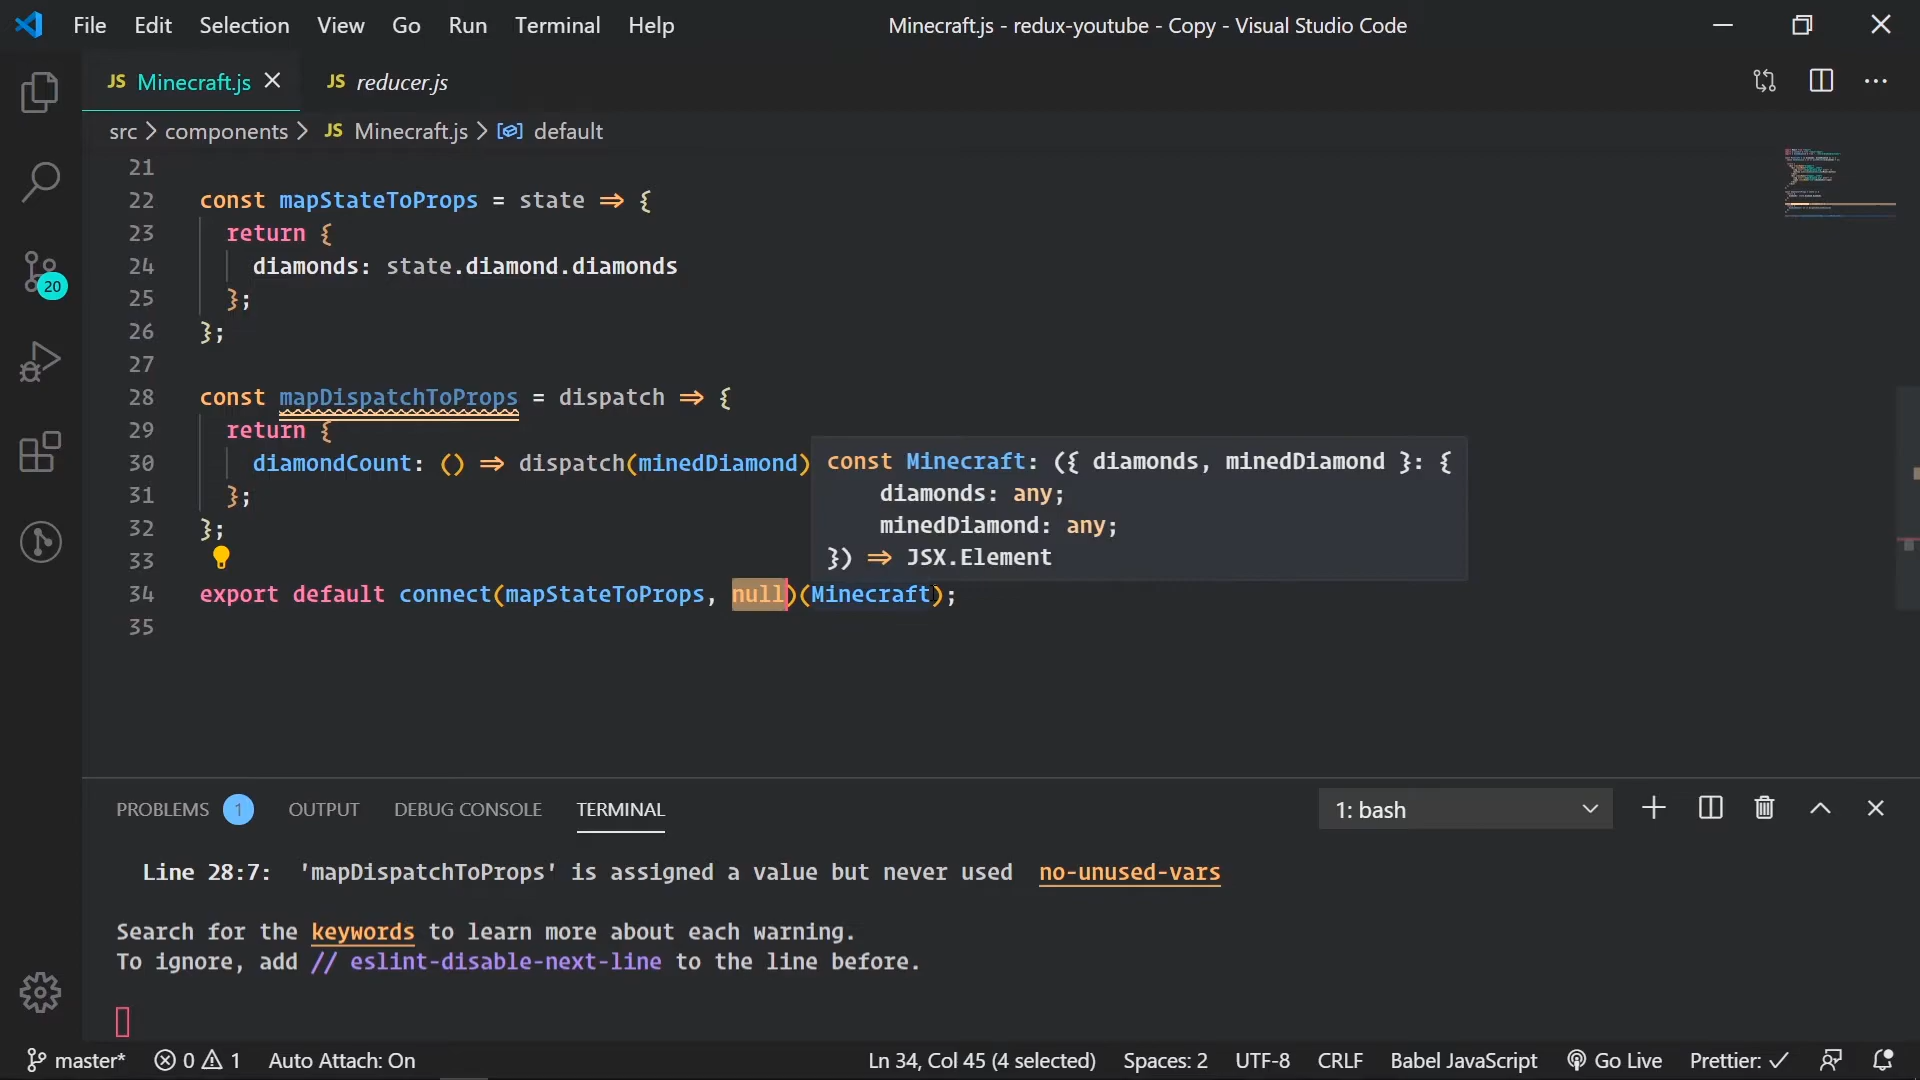 File Edit Selection View Go Run Terminal Help Minecraft.js - redux-youtube - Copy - Visual Studio Code
JS Minecraft.js JS reducer.js
src > components > JS Minecraft.js > default
20
21
22 const mapStateToProps = state => {
23 return {
24 diamonds: state.diamond.diamonds
25 };
26 };
27
28 const mapDispatchToProps = dispatch => {
29 return {
30 diamondCount: () => dispatch(minedDiamond)
31 };
32 };
33
34 export default connect(mapStateToProps, null)(Minecraft);
35
const Minecraft: ({ diamonds, minedDiamond }: {
diamonds: any;
minedDiamond: any;
}) => JSX.Element
PROBLEMS 1 OUTPUT DEBUG CONSOLE TERMINAL 1: bash
Line 28:7: 'mapDispatchToProps' is assigned a value but never used no-unused-vars
Search for the keywords to learn more about each warning.
To ignore, add // eslint-disable-next-line to the line before.
master* 0 1 Auto Attach: On Ln 34, Col 45 (4 selected) Spaces: 2 UTF-8 CRLF Babel JavaScript Go Live Prettier: ✓